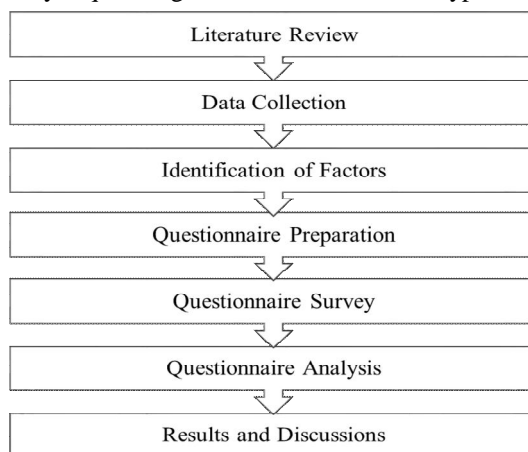 Literature Review
Data Collection
Identification of Factors
Questionnaire Preparation
Questionnaire Survey
Questionnaire Analysis
Results and Discussions